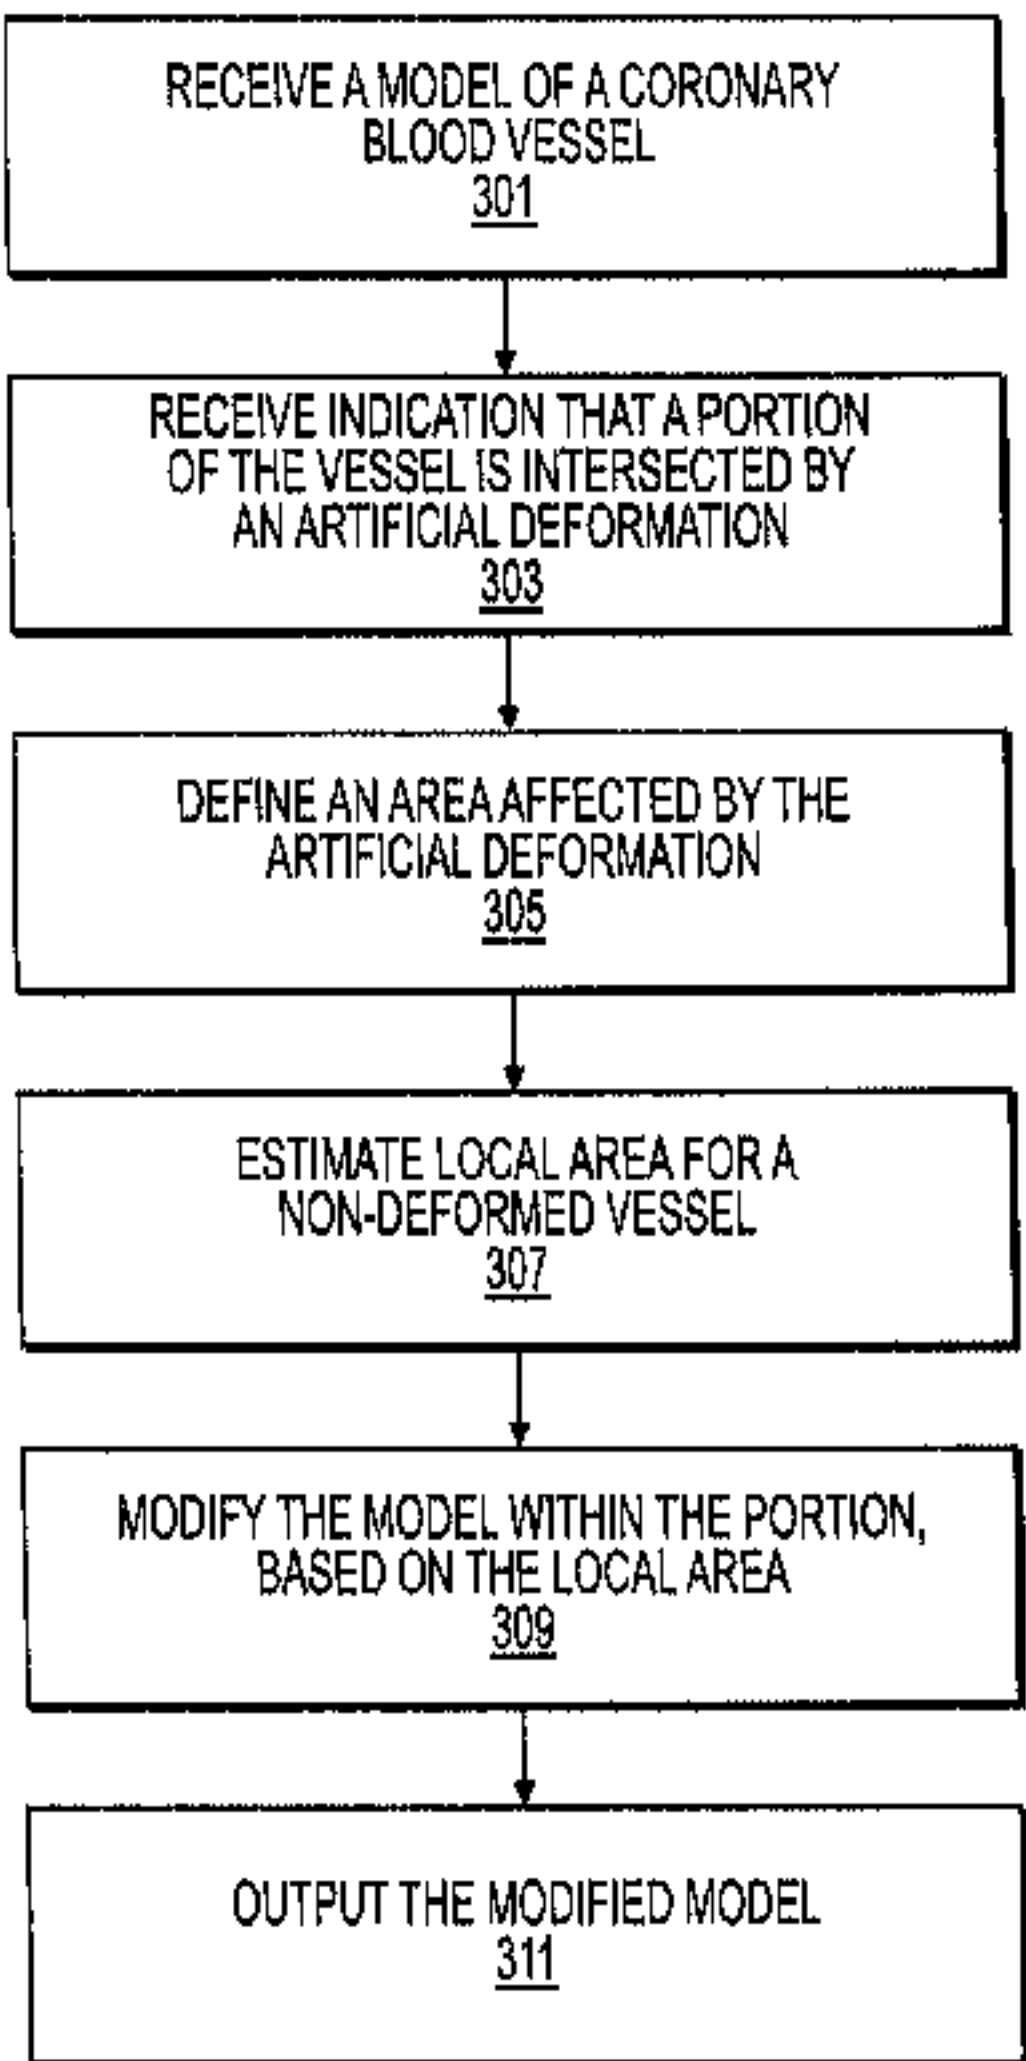 RECEIVE A MODEL OF A CORONARY
BLOOD VESSEL
301
RECEIVE INDICATION THAT A PORTION
OF THE VESSEL IS INTERSECTED BY
AN ARTIFICIAL DEFORMATION
303
DEFINE AN AREA AFFECTED BY THE
ARTIFICIAL DEFORMATION
305
ESTIMATE LOCAL AREA FOR A
NON-DEFORMED VESSEL
307
MODIFY THE MODEL WITHIN THE PORTION,
BASED ON THE LOCAL AREA
309
OUTPUT THE MODIFIED MODEL
311